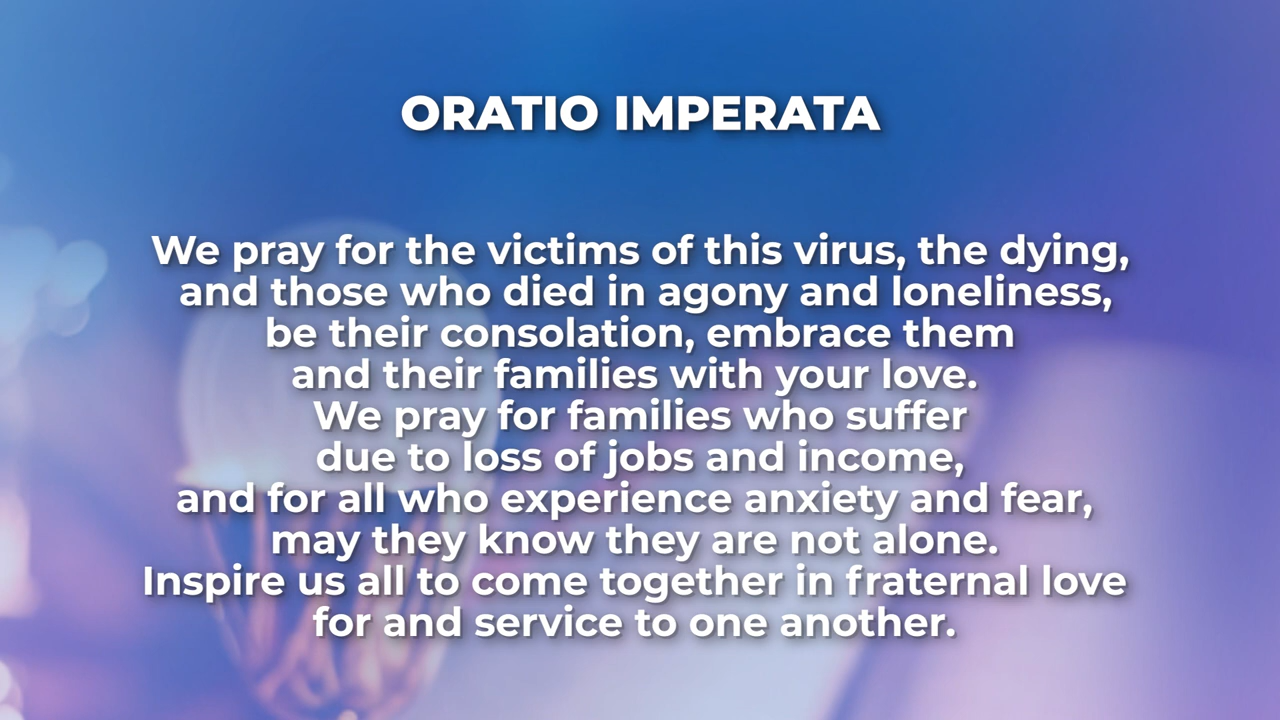 ORATIO IMPERATA
We pray for the victims of this virus, the dying,
and those who died in agony and loneliness,
be their consolation, embrace them
and their families with your love.
We pray for families who suffer
due to loss of jobs and income,
and for all who experience anxiety and fear,
may they know they are not alone.
Inspire us all to come together in fraternal love
for and service to one another.